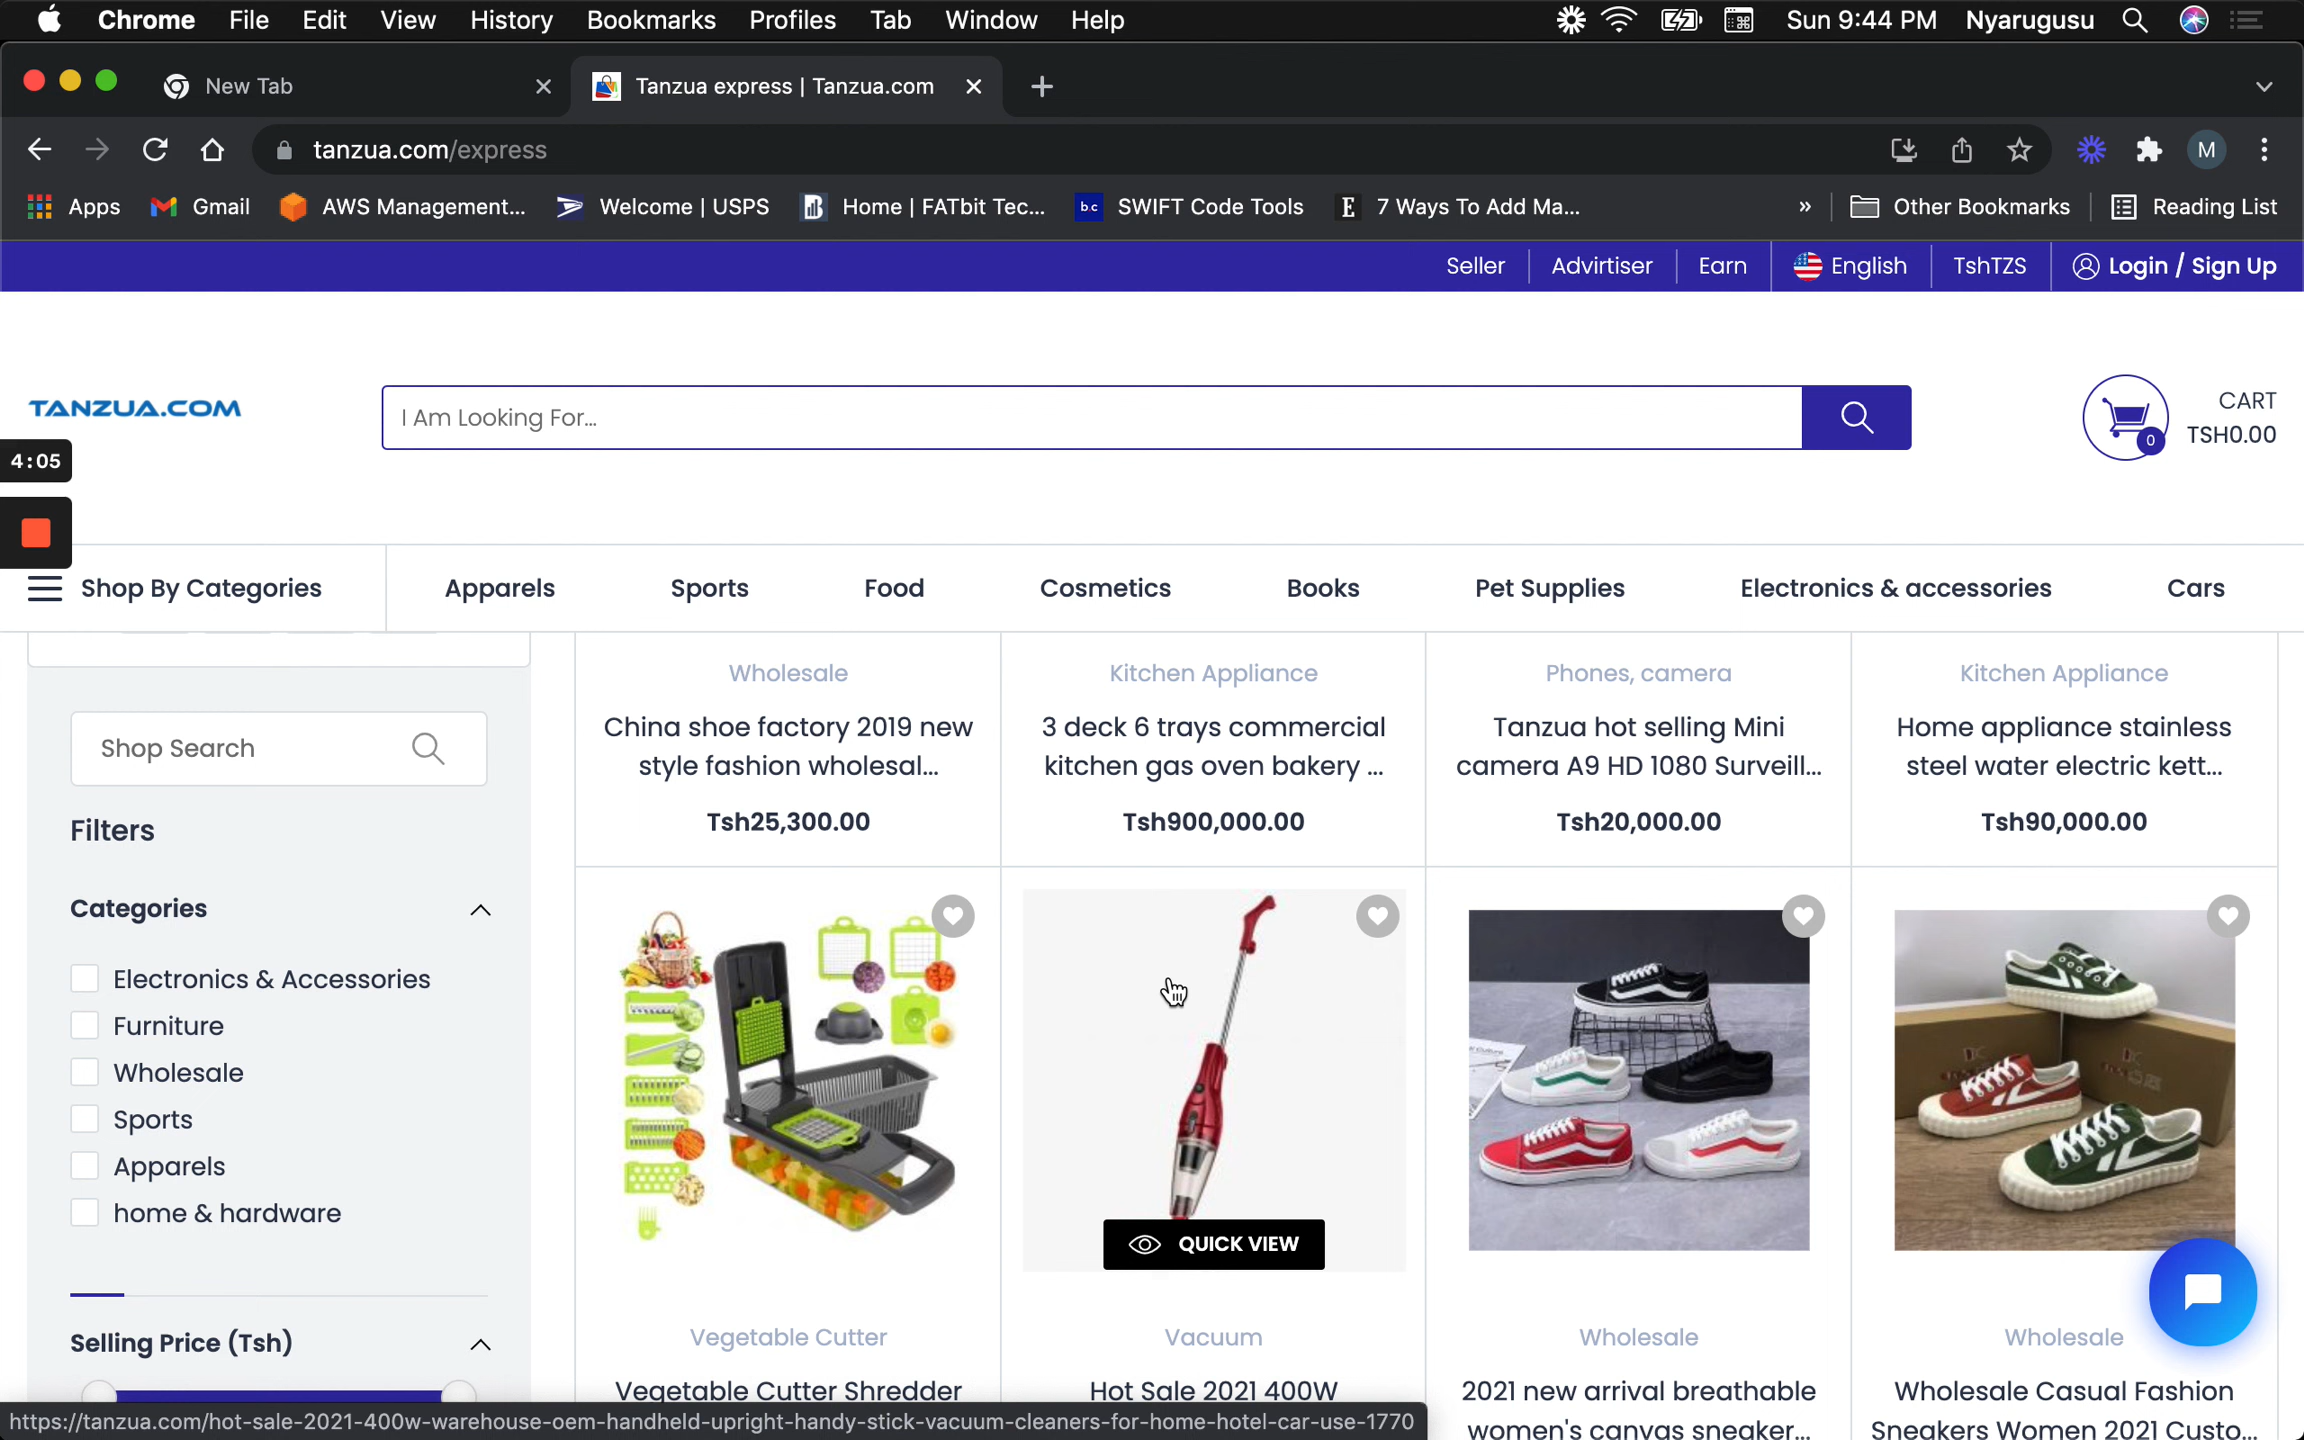 Chrome File Edit View History Bookmarks Profiles Tab Window Help Sun 9:44 PM Nyarugusu
New Tab Tanzua express | Tanzua.com
tanzua.com/express M
Apps Gmail AWS Management... Welcome | USPS Home | FATbit Tec... b.c SWIFT Code Tools E 7 Ways To Add Ma... » Other Bookmarks Reading List
Seller Advirtiser Earn English TshTZS Login / Sign Up
TANZUA.COM
I Am Looking For...
CART
0 TSH0.00
4:05
Shop By Categories Apparels Sports Food Cosmetics Books Pet Supplies Electronics & accessories Cars
Shop Search
Filters
Categories
Electronics & Accessories
Furniture
Wholesale
Sports
Apparels
home & hardware
Selling Price (Tsh)
Wholesale
China shoe factory 2019 new
style fashion wholesal...
Tsh25,300.00
Kitchen Appliance
3 deck 6 trays commercial
kitchen gas oven bakery ...
Tsh900,000.00
Phones, camera
Tanzua hot selling Mini
camera A9 HD 1080 Surveill...
Tsh20,000.00
Kitchen Appliance
Home appliance stainless
steel water electric kett...
Tsh90,000.00
Vegetable Cutter
Vegetable Cutter Shredder
QUICK VIEW
Vacuum
Hot Sale 2021 400W
Wholesale
2021 new arrival breathable
women's canvas sneaker...
Wholesale
Wholesale Casual Fashion
Sneakers Women 2021 Custo...
https://tanzua.com/hot-sale-2021-400w-warehouse-oem-handheld-upright-handy-stick-vacuum-cleaners-for-home-hotel-car-use-1770